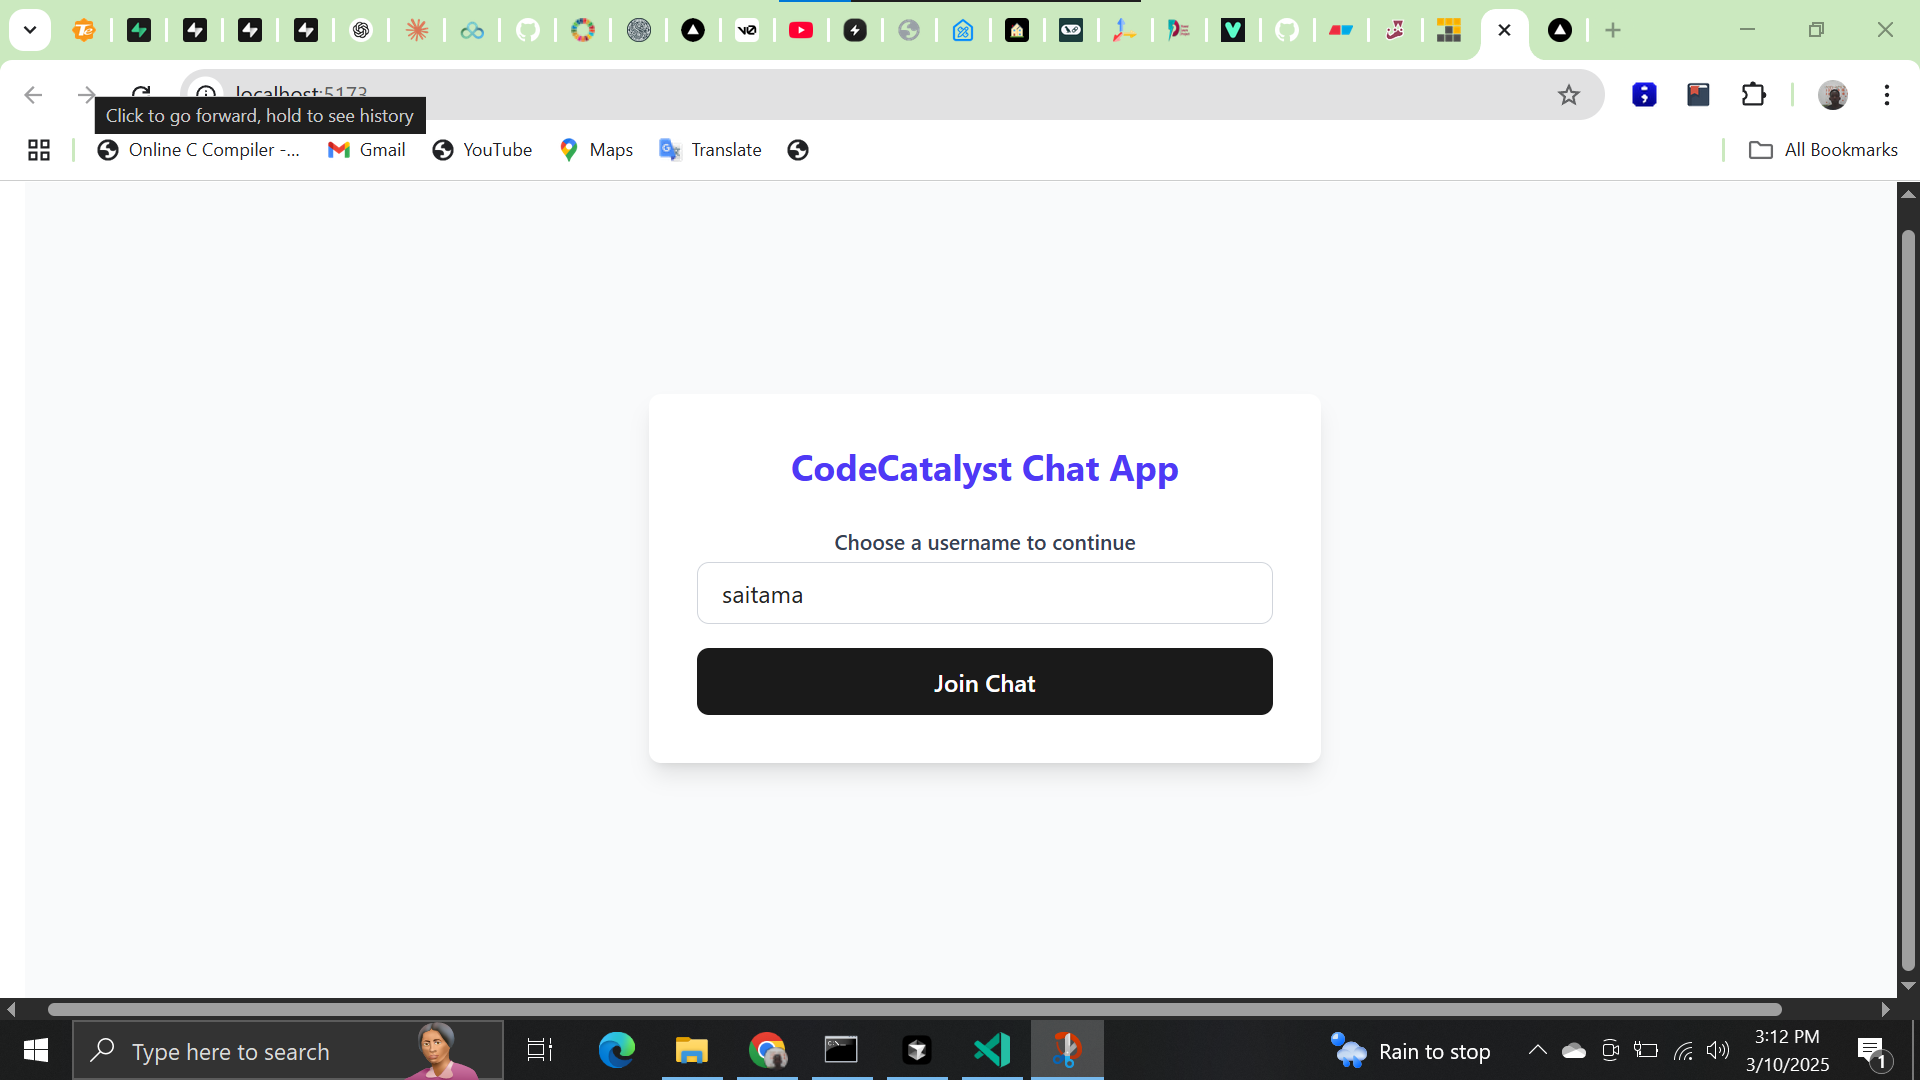 localhost:5173
Click to go forward, hold to see history
Online C Compiler -...
Gmail
YouTube
Maps
Translate
All Bookmarks
CodeCatalyst Chat App
Choose a username to continue
saitama
Join Chat
Type here to search
Rain to stop
3:12 PM
3/10/2025
1